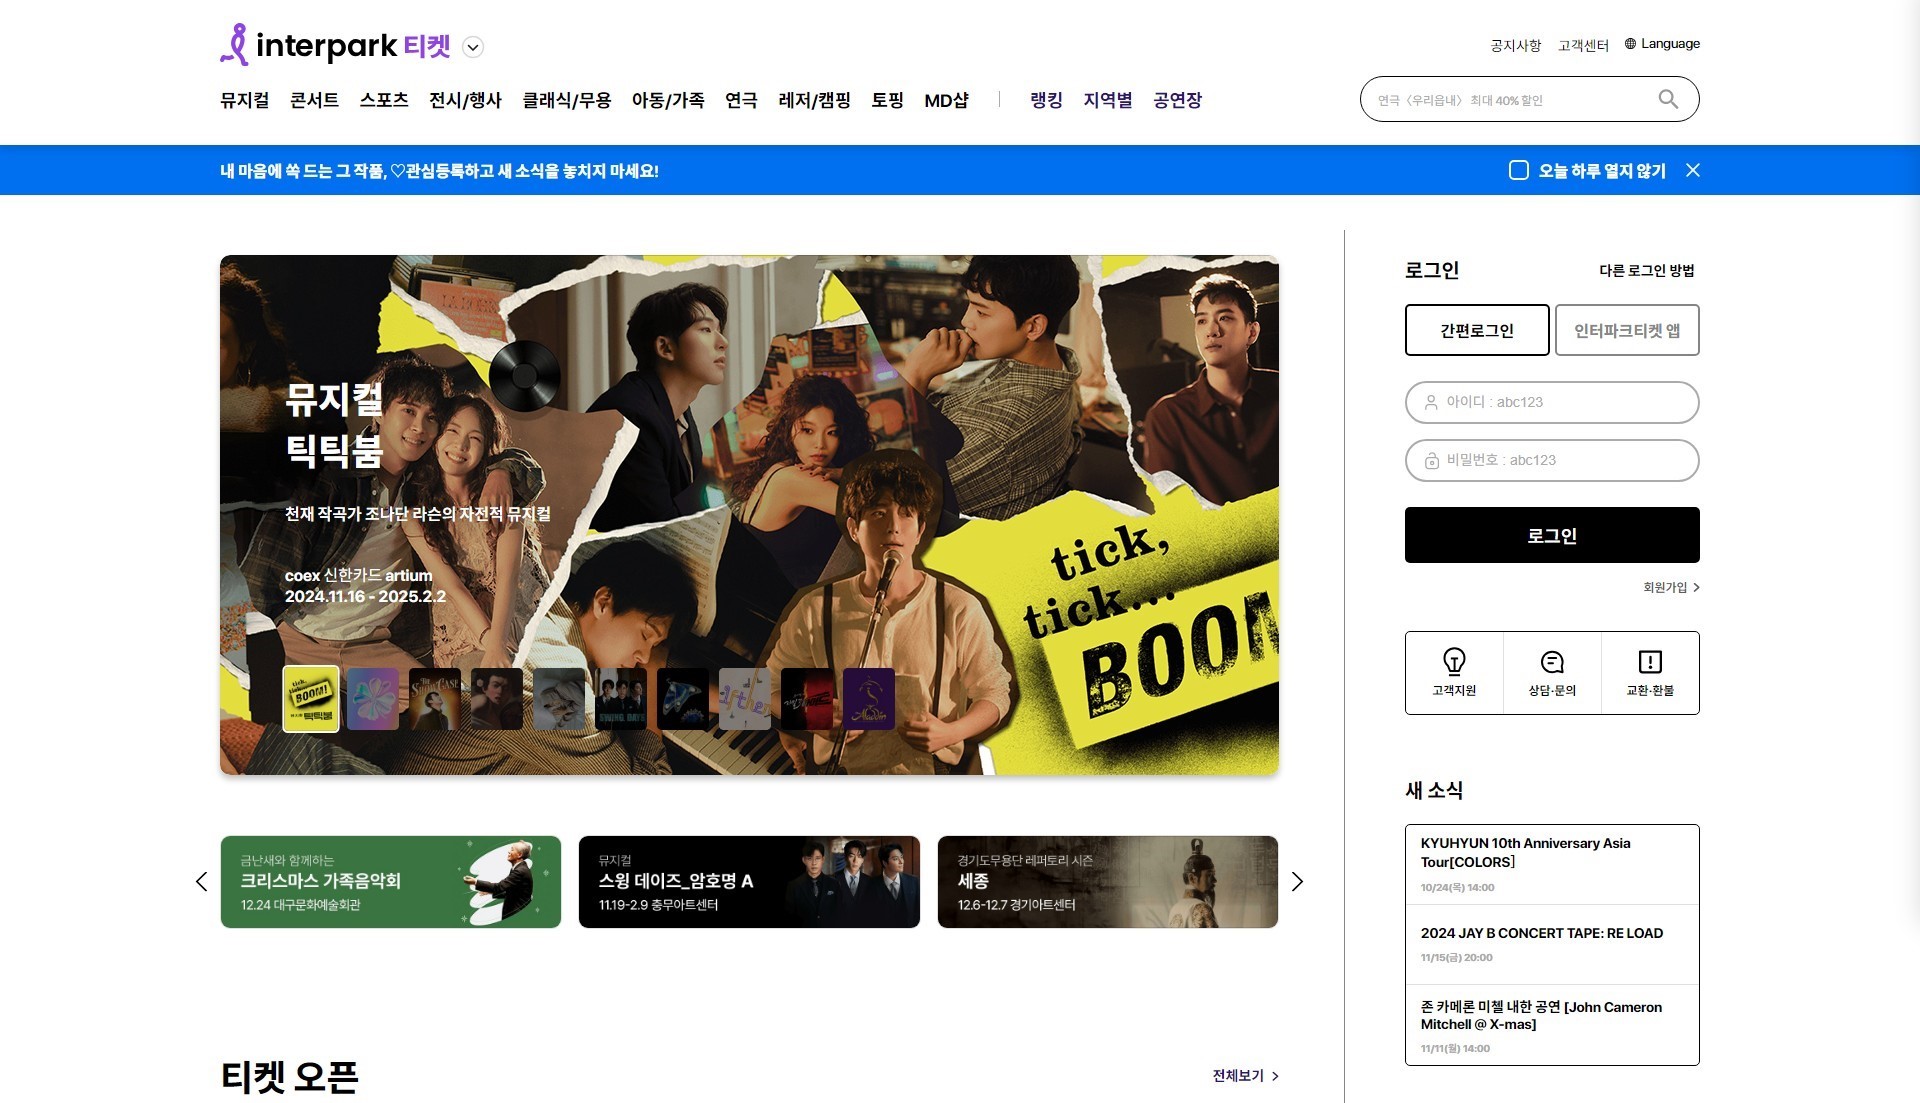 interpark 티켓
공지사항 고객센터 Language
뮤지컬 콘서트 스포츠 전시/행사 클래식/무용 아동/가족 연극 레저/캠핑 토핑 MD샵 랭킹 지역별 공연장
연극 〈우리읍내〉 최대 40% 할인
내 마음에 쏙 드는 그 작품, ♡관심등록하고 새 소식을 놓치지 마세요!
오늘 하루 열지 않기
뮤지컬
틱틱붐
천재 작곡가 조나단 라슨의 자전적 뮤지컬
coex 신한카드 artium
2024.11.16 - 2025.2.2
tick,
tick...
BOOM
tick,
tick...
BOOM!
뮤지컬 틱틱붐
THE SHOWCASE
SWING DAYS
ifthen
Aladdin
금난새와 함께하는
크리스마스 가족음악회
12.24 대구문화예술회관
뮤지컬
스윙 데이즈_암호명 A
11.19-2.9 충무아트센터
경기도무용단 레퍼토리 시즌
세종
12.6-12.7 경기아트센터
티켓 오픈
전체보기
로그인
다른 로그인 방법
간편로그인
인터파크티켓 앱
아이디 : abc123
비밀번호 : abc123
로그인
회원가입
고객지원
상담·문의
교환·환불
새 소식
KYUHYUN 10th Anniversary Asia
Tour[COLORS]
10/24(목) 14:00
2024 JAY B CONCERT TAPE: RE LOAD
11/15(금) 20:00
존 카메론 미첼 내한 공연 [John Cameron
Mitchell @ X-mas]
11/11(월) 14:00